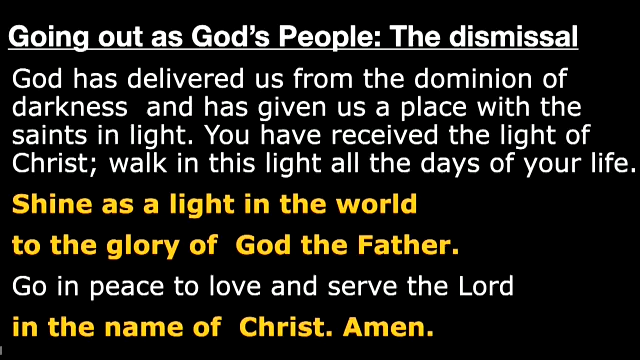 Going out as God's People: The dismissal
God has delivered us from the dominion of
darkness  and has given us a place with the
saints in light. You have received the light of
Christ; walk in this light all the days of your life.
Shine as a light in the world
to the glory of  God the Father.
Go in peace to love and serve the Lord
in the name of  Christ. Amen.